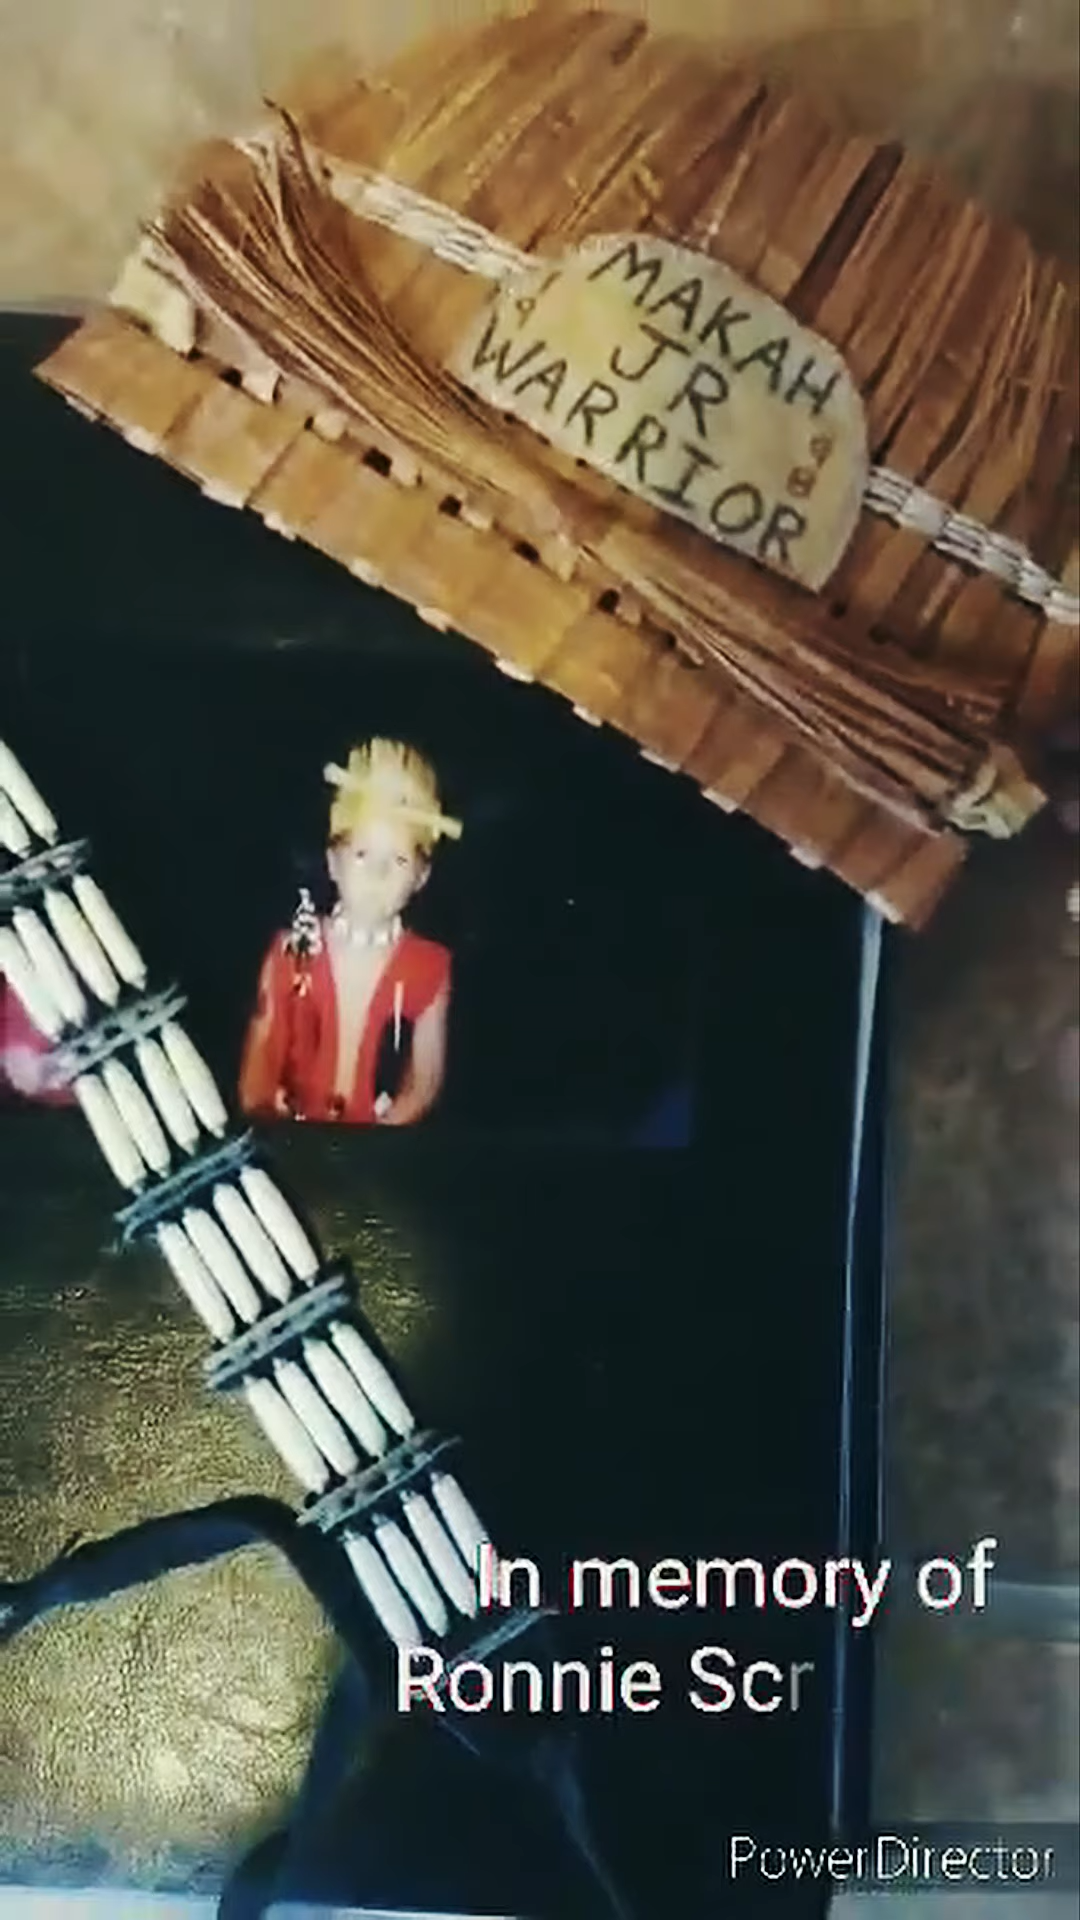 MAKAH
JR
WARRIOR
In memory of
Ronnie Scr
PowerDirector